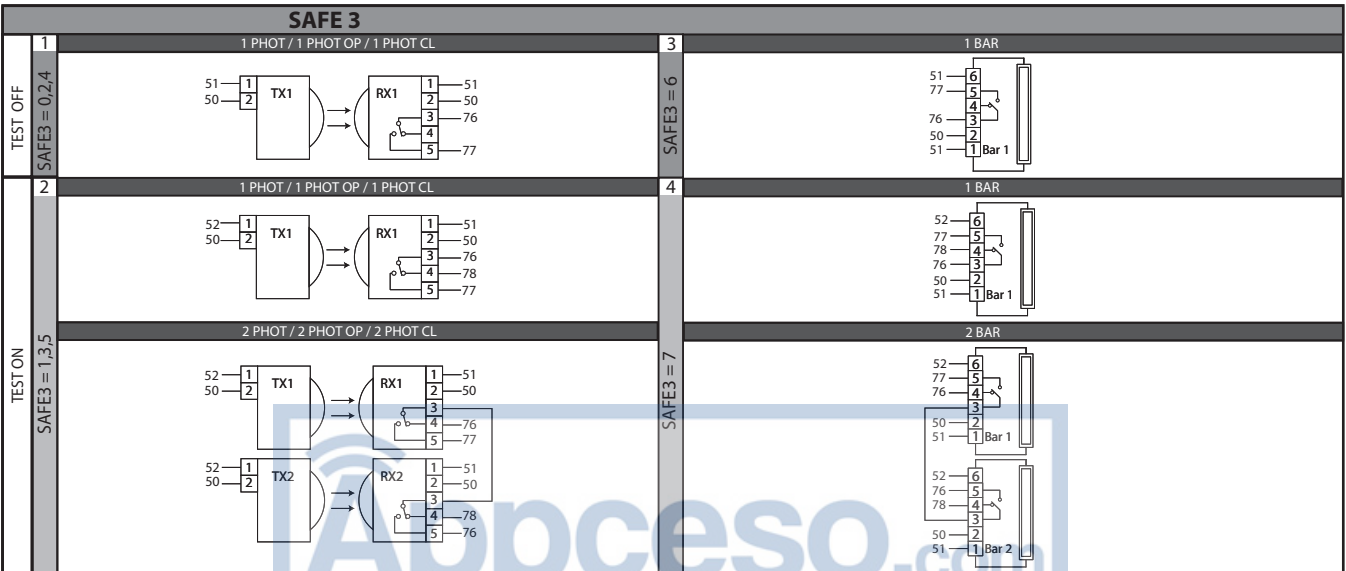 SAFE 3
TEST OFF
1
SAFE3 = 0,2,4
1 PHOT / 1 PHOT OP / 1 PHOT CL
51 1 TX1 RX1 1 51
50 2 2 50
3 76
4
5 77
3
SAFE3 = 6
1 BAR
51 6
77 5
4
76 3
50 2
51 1 Bar 1
TEST ON
2
SAFE3 = 1,3,5
1 PHOT / 1 PHOT OP / 1 PHOT CL
52 1 TX1 RX1 1 51
50 2 2 50
3 76
4 78
5 77
2 PHOT / 2 PHOT OP / 2 PHOT CL
52 1 TX1 RX1 1 51
50 2 2 50
3
4 76
5 77
52 1 TX2 RX2 1 51
50 2 2 50
3
4 78
5 76
4
SAFE3 = 7
1 BAR
52 6
77 5
78 4
76 3
50 2
51 1 Bar 1
2 BAR
52 6
77 5
76 4
3
50 2
51 1 Bar 1
52 6
76 5
78 4
3
50 2
51 1 Bar 2
Appceso.com